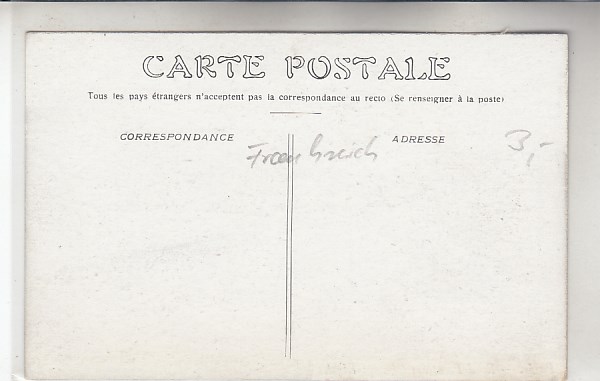 CARTE POSTALE
Tous les pays étrangers n'acceptent pas la correspondance au recto (Se renseigner à la poste)
CORRESPONDANCE
ADRESSE
Frankreich
3,-